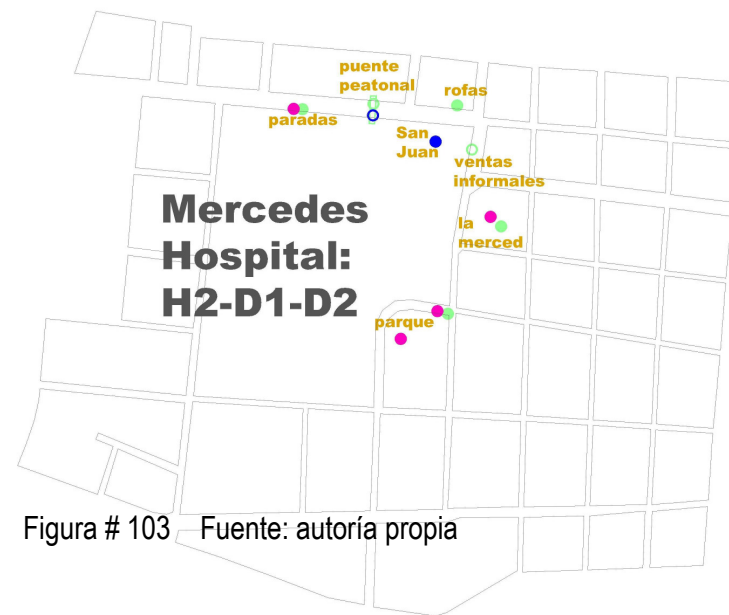 puente
peatonal
rofas
paradas
San
Juan
ventas
informales
Mercedes
Hospital:
H2-D1-D2
la
merced
parque
Figura # 103 Fuente: autoría propia